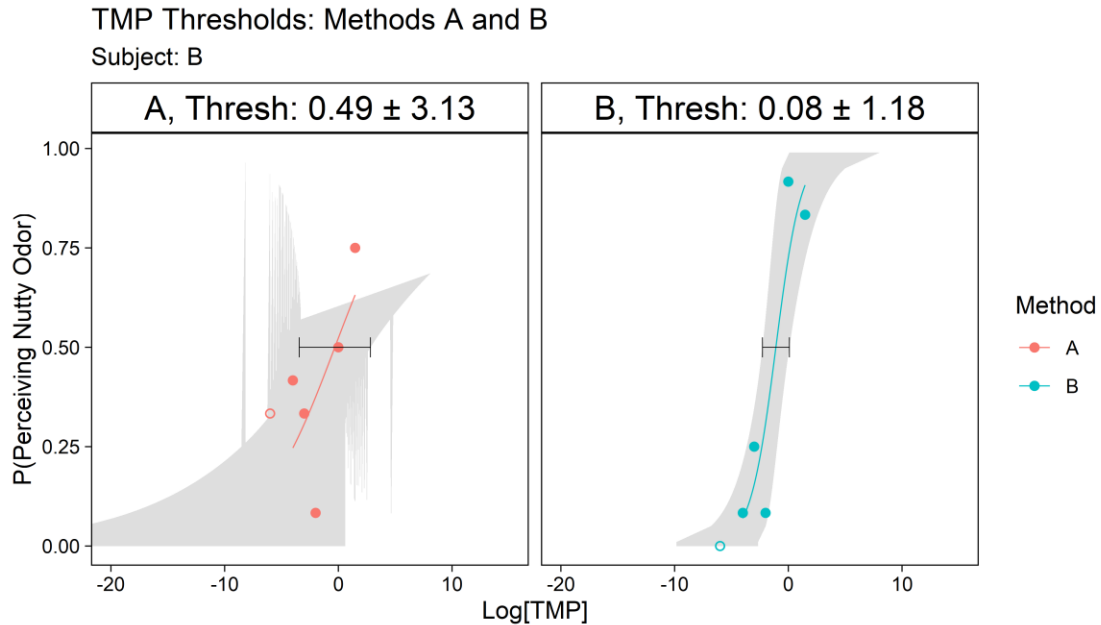 TMP Thresholds: Methods A and B
Subject: B
A, Thresh: 0.49 ± 3.13
B, Thresh: 0.08 ± 1.18
P(Perceiving Nutty Odor)
1.00
0.75
0.50
0.25
0.00
-20 -10 0 10
-20 -10 0 10
Log[TMP]
Method
A
B